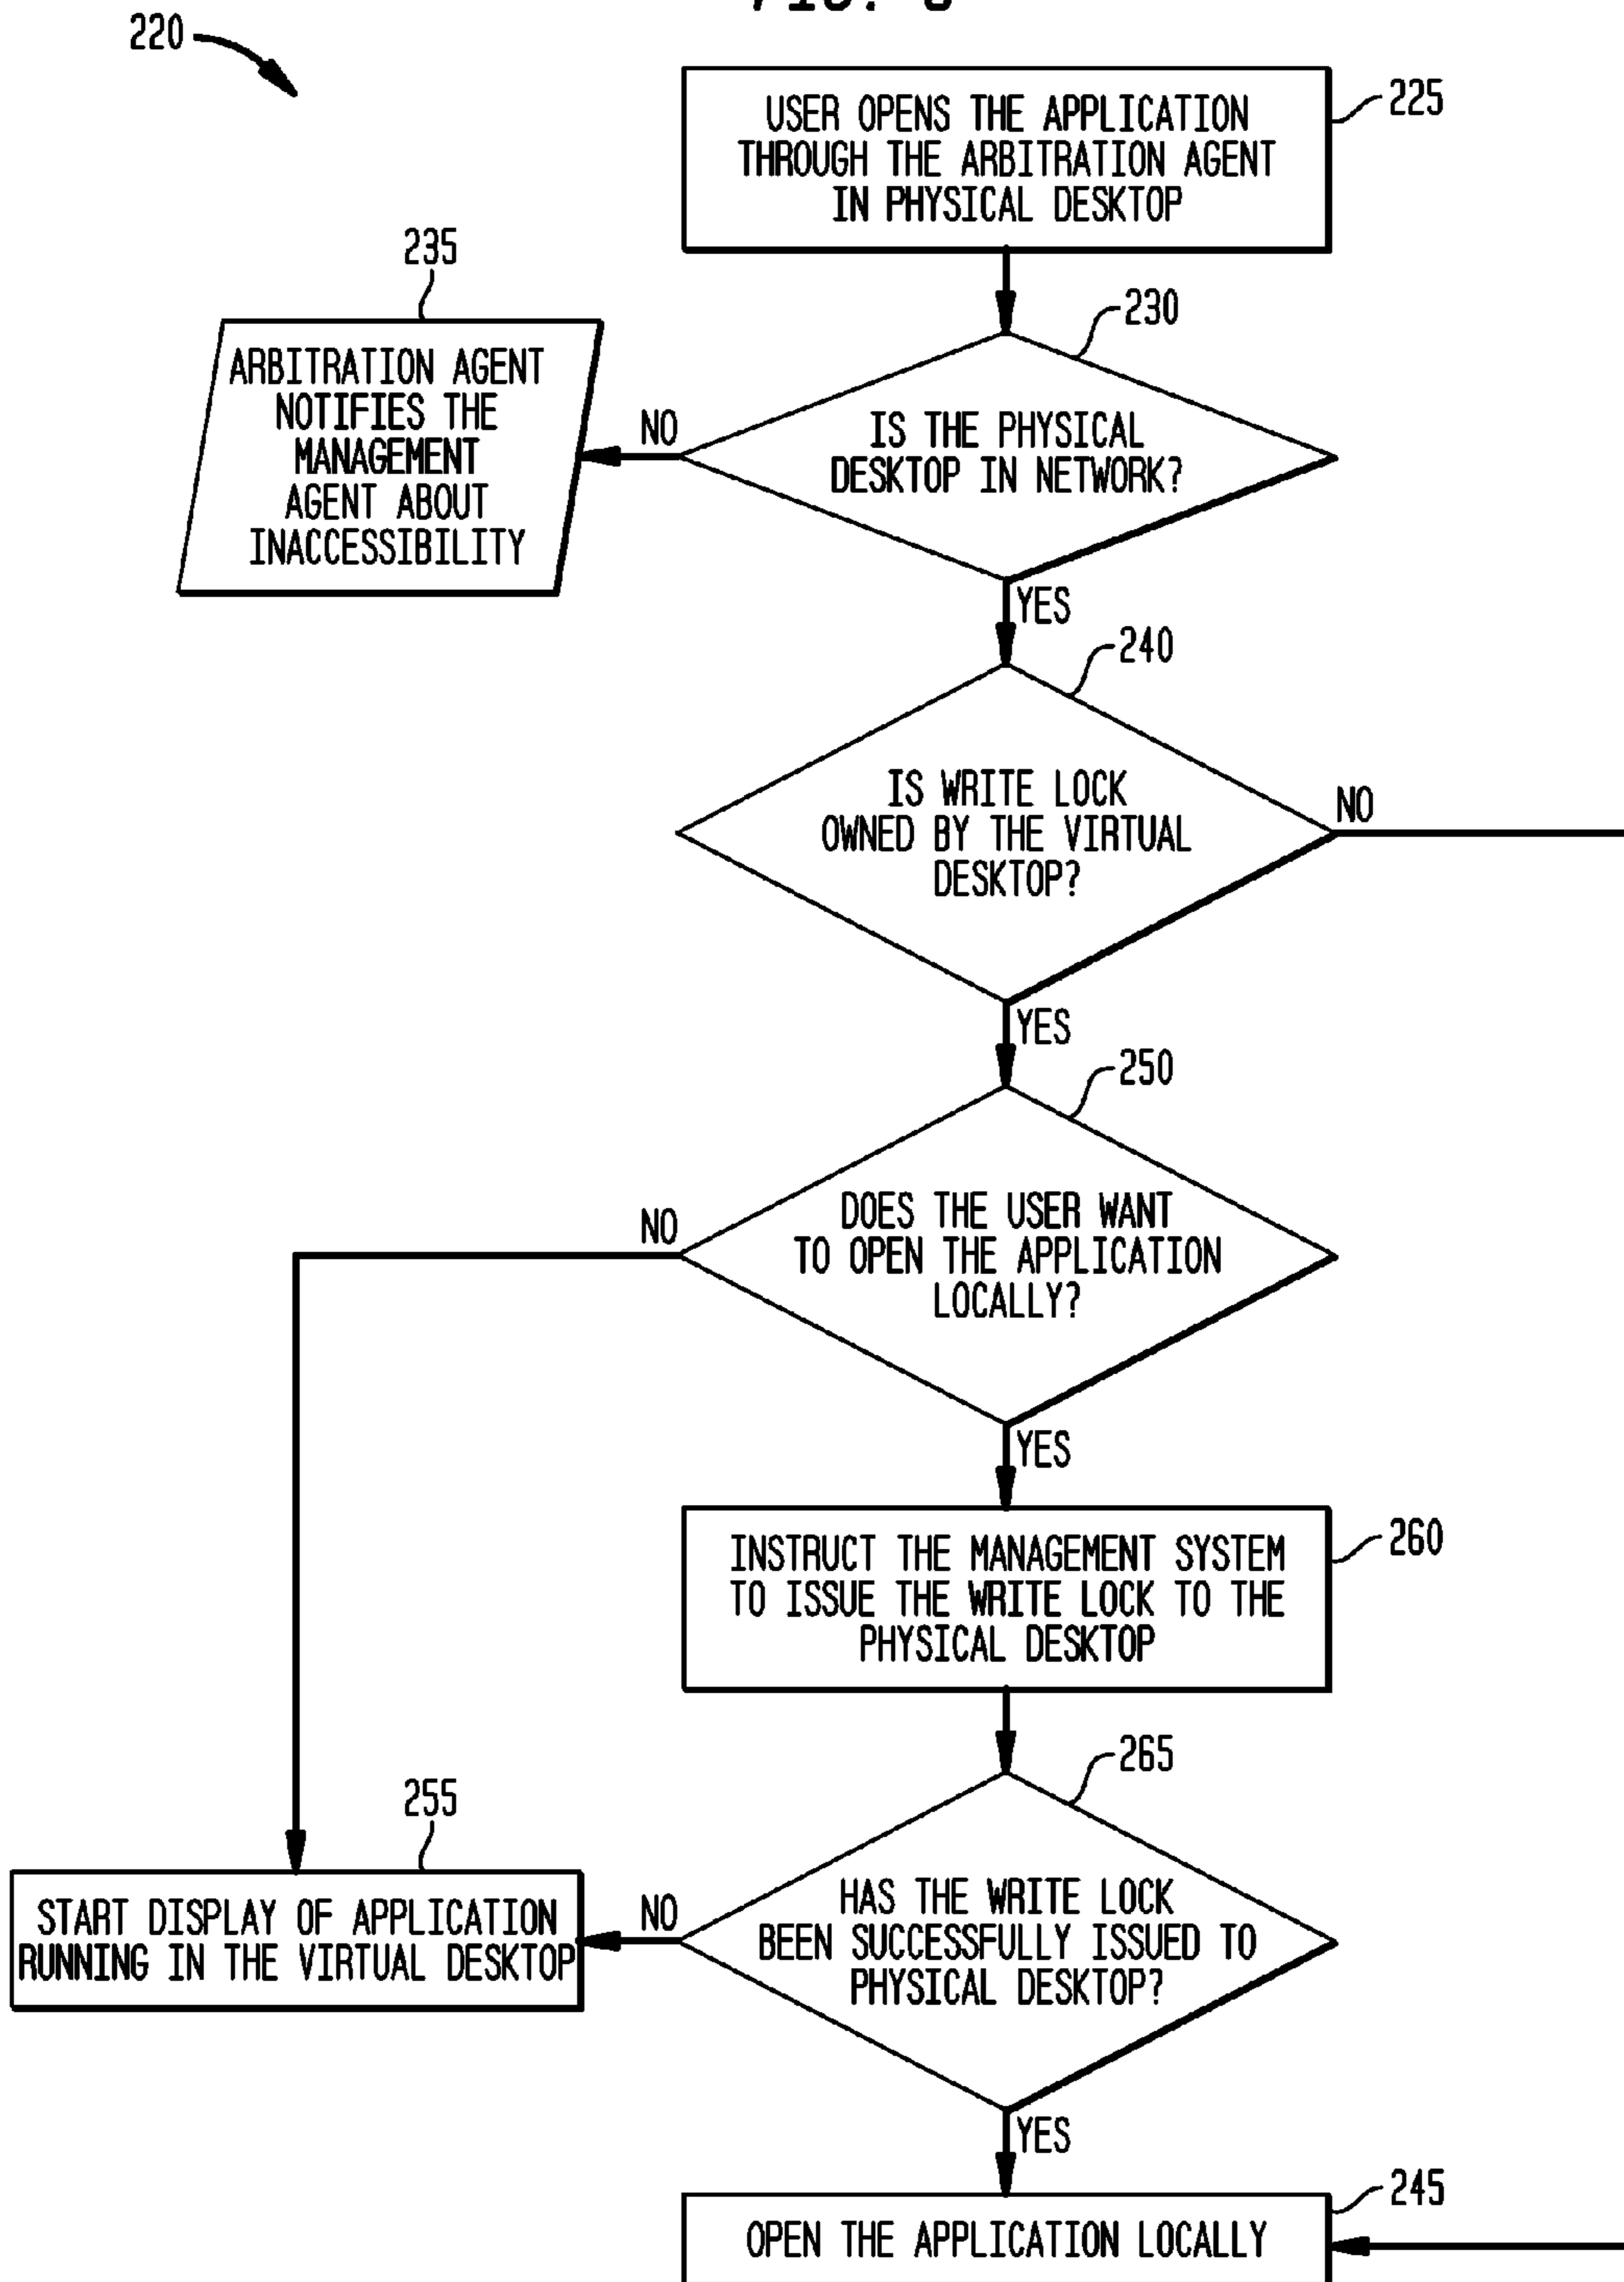 220
USER OPENS THE APPLICATION
THROUGH THE ARBITRATION AGENT
IN PHYSICAL DESKTOP
225
235
ARBITRATION AGENT
NOTIFIES THE
MANAGEMENT
AGENT ABOUT
INACCESSIBILITY
NO
230
IS THE PHYSICAL
DESKTOP IN NETWORK?
YES
240
IS WRITE LOCK
OWNED BY THE VIRTUAL
DESKTOP?
NO
YES
250
DOES THE USER WANT
TO OPEN THE APPLICATION
LOCALLY?
NO
YES
INSTRUCT THE MANAGEMENT SYSTEM
TO ISSUE THE WRITE LOCK TO THE
PHYSICAL DESKTOP
260
265
HAS THE WRITE LOCK
BEEN SUCCESSFULLY ISSUED TO
PHYSICAL DESKTOP?
NO
255
START DISPLAY OF APPLICATION
RUNNING IN THE VIRTUAL DESKTOP
YES
245
OPEN THE APPLICATION LOCALLY